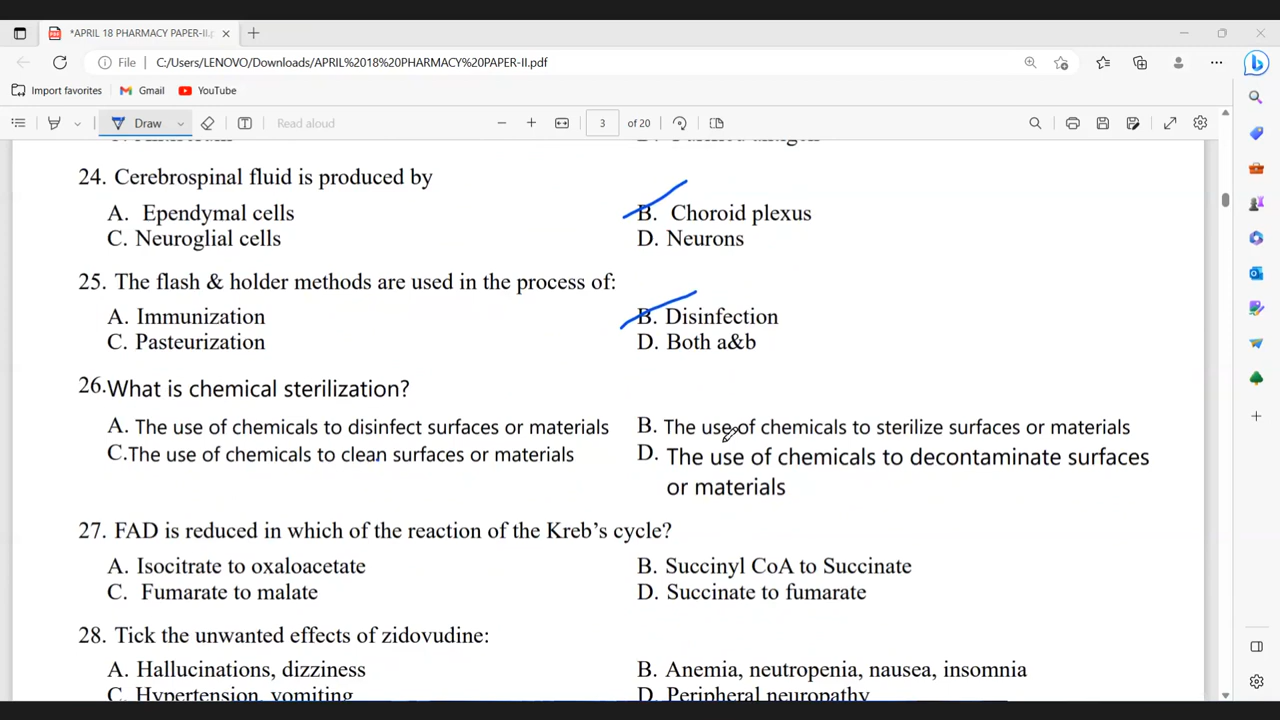 *APRIL 18 PHARMACY PAPER-II.p
File C:/Users/LENOVO/Downloads/APRIL%2018%20PHARMACY%20PAPER-II.pdf
Import favorites Gmail YouTube
Draw Read aloud 3 of 20
24. Cerebrospinal fluid is produced by
A. Ependymal cells B. Choroid plexus
C. Neuroglial cells D. Neurons
25. The flash & holder methods are used in the process of:
A. Immunization B. Disinfection
C. Pasteurization D. Both a&b
26. What is chemical sterilization?
A. The use of chemicals to disinfect surfaces or materials B. The use of chemicals to sterilize surfaces or materials
C. The use of chemicals to clean surfaces or materials D. The use of chemicals to decontaminate surfaces
or materials
27. FAD is reduced in which of the reaction of the Kreb’s cycle?
A. Isocitrate to oxaloacetate B. Succinyl CoA to Succinate
C. Fumarate to malate D. Succinate to fumarate
28. Tick the unwanted effects of zidovudine:
A. Hallucinations, dizziness B. Anemia, neutropenia, nausea, insomnia
C. Hypertension, vomiting D. Peripheral neuropathy